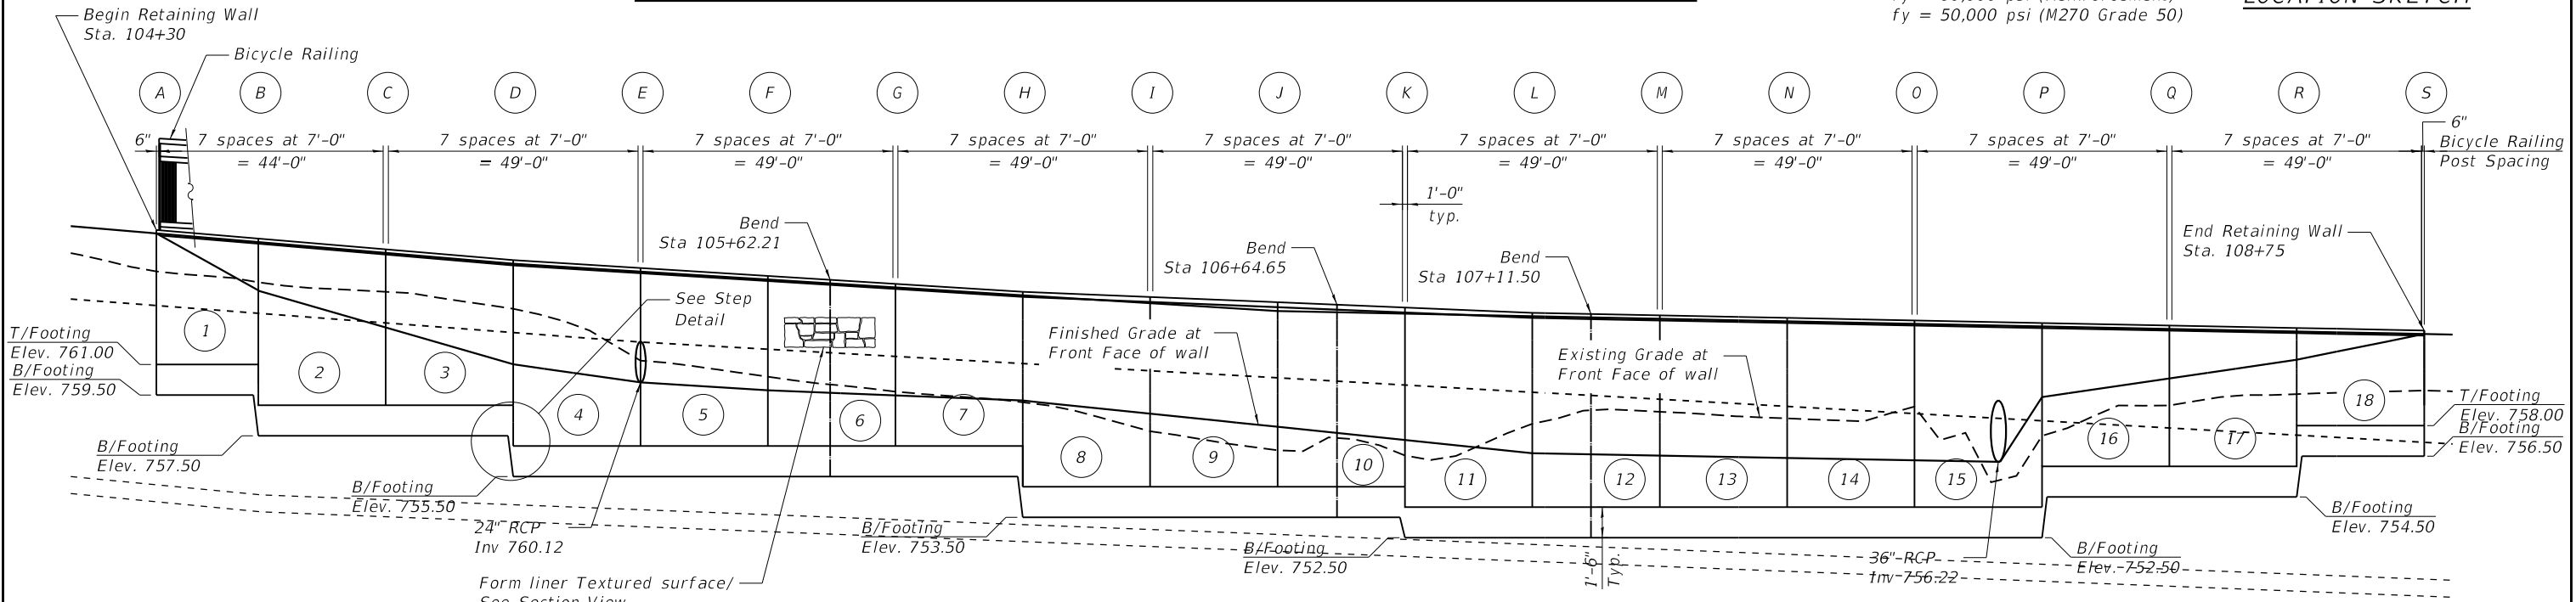 Begin Retaining Wall
Sta. 104+30
Bicycle Railing
fy = 50,000 psi (M270 Grade 50)
LOCATION SKETCH
A B C D E F G H I J K L M N O P Q R S
6"
7 spaces at 7'-0"
= 44'-0"
7 spaces at 7'-0"
= 49'-0"
7 spaces at 7'-0"
= 49'-0"
7 spaces at 7'-0"
= 49'-0"
7 spaces at 7'-0"
= 49'-0"
7 spaces at 7'-0"
= 49'-0"
7 spaces at 7'-0"
= 49'-0"
7 spaces at 7'-0"
= 49'-0"
7 spaces at 7'-0"
= 49'-0"
6"
Bicycle Railing
Post Spacing
1'-0"
typ.
Bend
Sta 105+62.21
Bend
Sta 106+64.65
Bend
Sta 107+11.50
End Retaining Wall
Sta. 108+75
See Step
Detail
Finished Grade at
Front Face of wall
Existing Grade at
Front Face of wall
T/Footing
Elev. 761.00
B/Footing
Elev. 759.50
1
2
3
4
5
6
7
8
9
10
11
12
13
14
15
16
17
18
T/Footing
Elev. 758.00
B/Footing
Elev. 756.50
B/Footing
Elev. 757.50
B/Footing
Elev. 755.50
24" RCP
Inv 760.12
B/Footing
Elev. 753.50
B/Footing
Elev. 752.50
1'-6"
Typ.
36" RCP
Inv 756.22
B/Footing
Elev. 752.50
B/Footing
Elev. 754.50
Form liner Textured surface/
See Section View